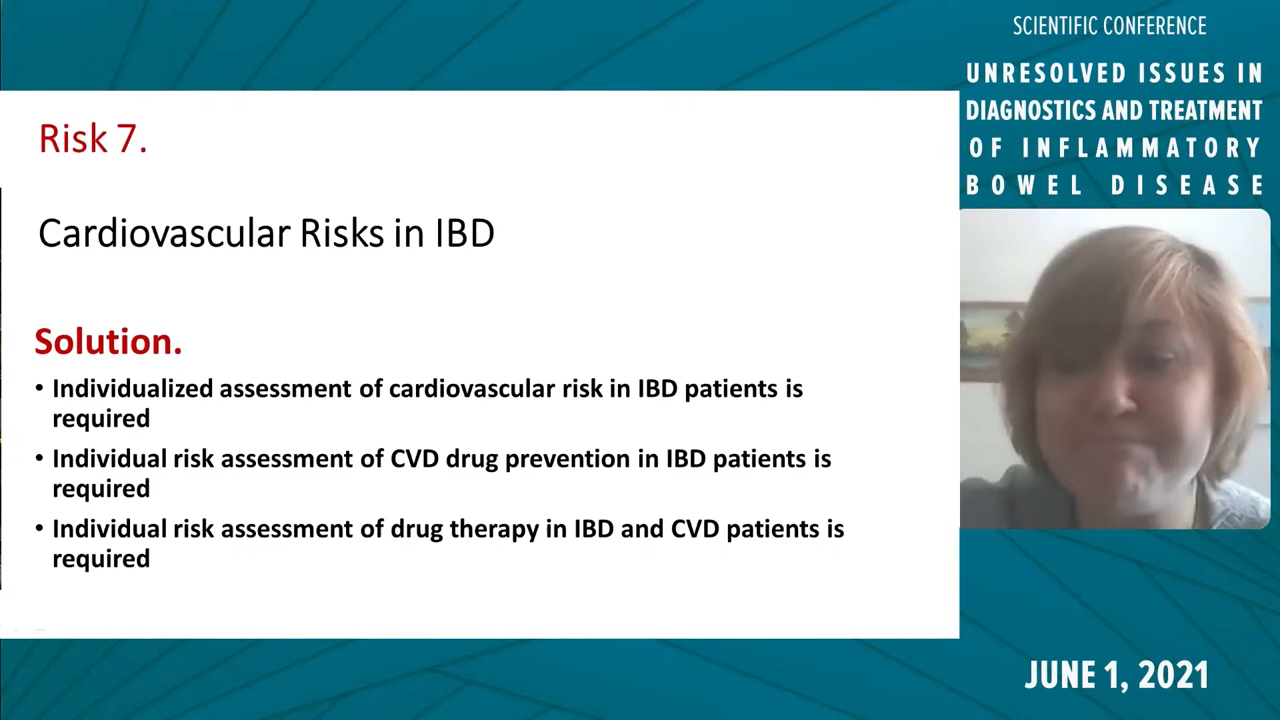 SCIENTIFIC CONFERENCE
UNRESOLVED ISSUES IN
DIAGNOSTICS AND TREATMENT
OF INFLAMMATORY
BOWEL DISEASE
Risk 7.
Cardiovascular Risks in IBD
Solution.
• Individualized assessment of cardiovascular risk in IBD patients is
required
• Individual risk assessment of CVD drug prevention in IBD patients is
required
• Individual risk assessment of drug therapy in IBD and CVD patients is
required
JUNE 1, 2021